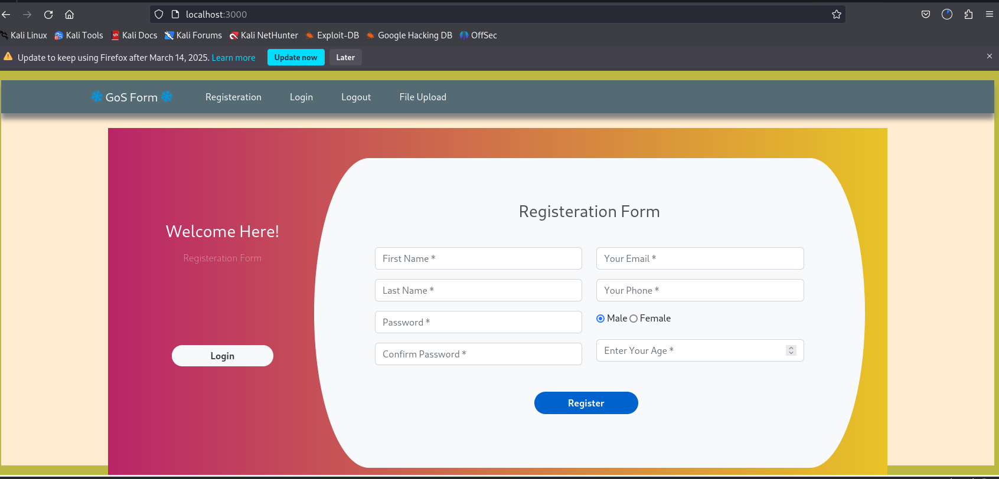 localhost:3000
Kali Linux Kali Tools Kali Docs Kali Forums Kali NetHunter Exploit-DB Google Hacking DB OffSec
Update to keep using Firefox after March 14, 2025. Learn more Update now Later
GoS Form Registeration Login Logout File Upload
Registeration Form
Welcome Here!
Registeration Form
First Name * Your Email *
Last Name * Your Phone *
Password * Male Female
Confirm Password * Enter Your Age *
Login
Register